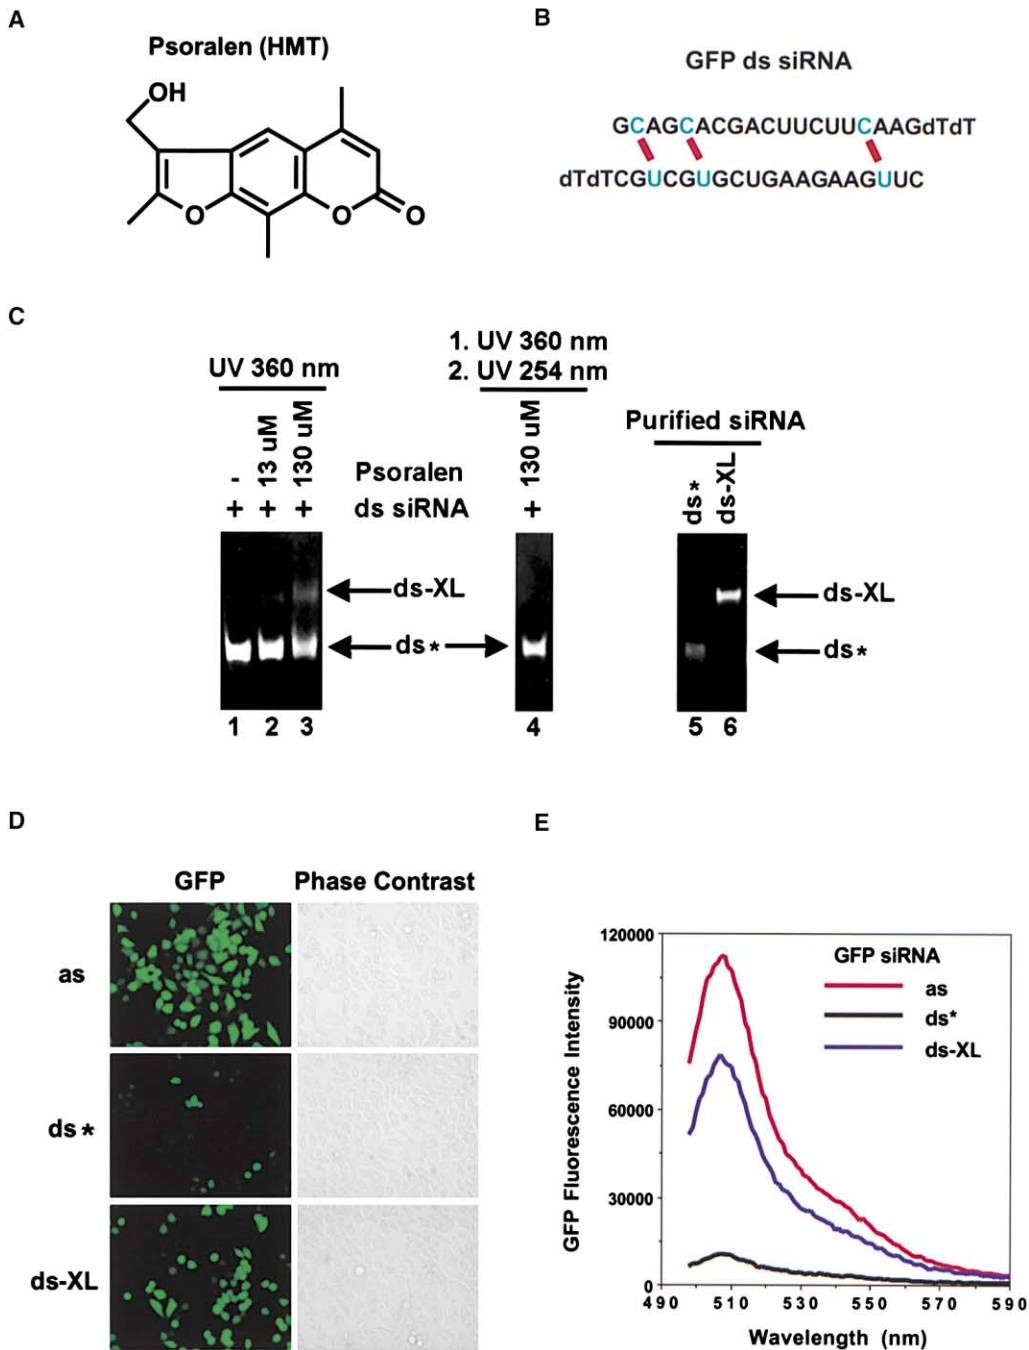 A
Psoralen (HMT)
OH
O
O
O
B
GFP ds siRNA
GCAGCACGACUUCUUCAAGdTdT
dTdTCGUCGUGCUGAAGAAGUUC
C
UV 360 nm
-
13 uM
130 uM
Psoralen
+ + + ds siRNA
1. UV 360 nm
2. UV 254 nm
130 uM
+
Purified siRNA
ds*
ds-XL
ds-XL
ds*
ds-XL
ds*
1 2 3
4
5 6
D
GFP Phase Contrast
as
ds*
ds-XL
E
GFP Fluorescence Intensity
120000
90000
60000
30000
0
GFP siRNA
as
ds*
ds-XL
490 510 530 550 570 590
Wavelength (nm)